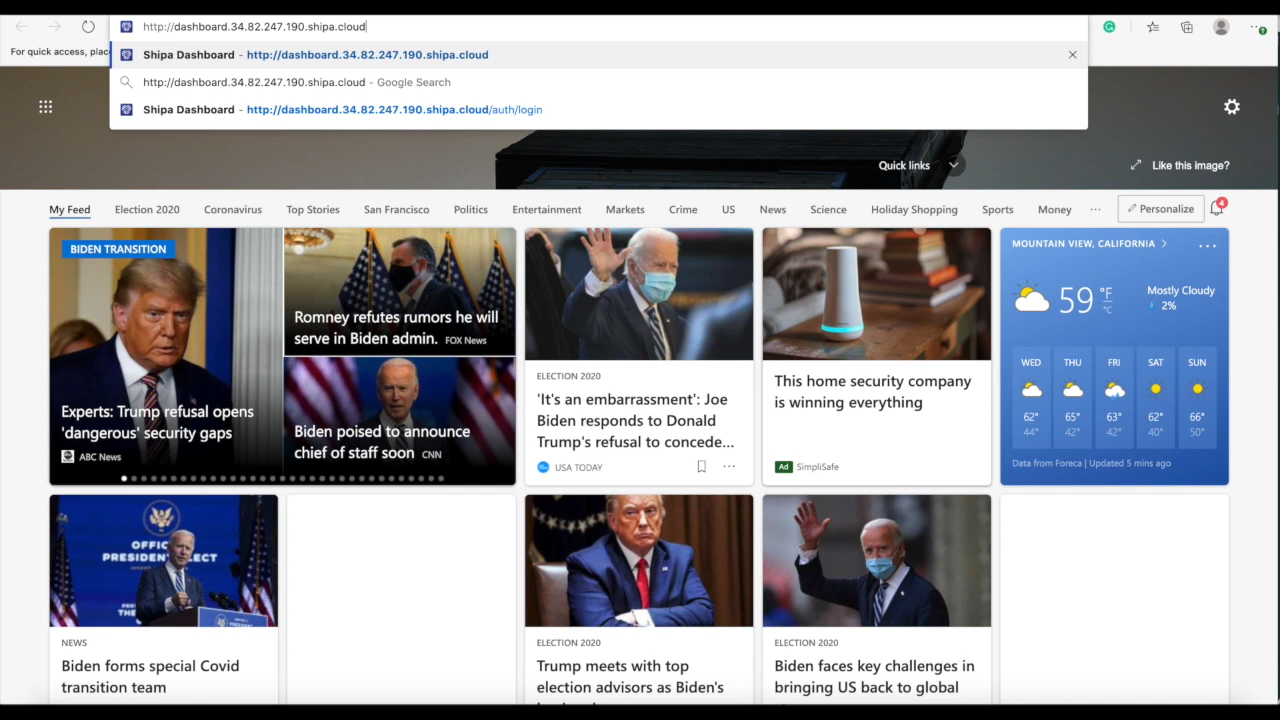 http://dashboard.34.82.247.190.shipa.cloud
For quick access, plac
Shipa Dashboard - http://dashboard.34.82.247.190.shipa.cloud
http://dashboard.34.82.247.190.shipa.cloud - Google Search
Shipa Dashboard - http://dashboard.34.82.247.190.shipa.cloud/auth/login
Quick links
Like this image?
My Feed Election 2020 Coronavirus Top Stories San Francisco Politics Entertainment Markets Crime US News Science Holiday Shopping Sports Money ... Personalize 4
BIDEN TRANSITION
Experts: Trump refusal opens
'dangerous' security gaps
ABC News
Romney refutes rumors he will
serve in Biden admin. FOX News
Biden poised to announce
chief of staff soon CNN
ELECTION 2020
'It's an embarrassment': Joe
Biden responds to Donald
Trump's refusal to concede...
USA TODAY
This home security company
is winning everything
Ad SimpliSafe
MOUNTAIN VIEW, CALIFORNIA
59 °F
°C
Mostly Cloudy
2%
WED THU FRI SAT SUN
62° 65° 63° 62° 66°
44° 42° 42° 40° 50°
Data from Foreca | Updated 5 mins ago
OFFIC
PRESIDEN ECT
NEWS
Biden forms special Covid
transition team
ELECTION 2020
Trump meets with top
election advisors as Biden's
ELECTION 2020
Biden faces key challenges in
bringing US back to global